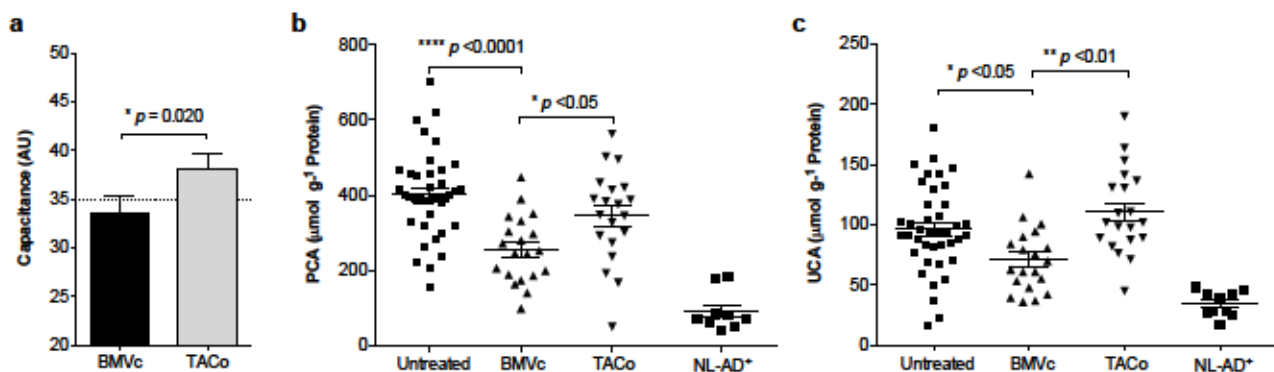 a
50
45
40
35
30
25
20
Capacitance (AU)
* p = 0.020
BMVc
TACo
b
800
600
400
200
0
PCA (μmol g-1 Protein)
**** p <0.0001
* p <0.05
Untreated
BMVc
TACo
NL-AD+
c
250
200
150
100
50
0
UCA (μmol g-1 Protein)
* p <0.05
** p <0.01
Untreated
BMVc
TACo
NL-AD+